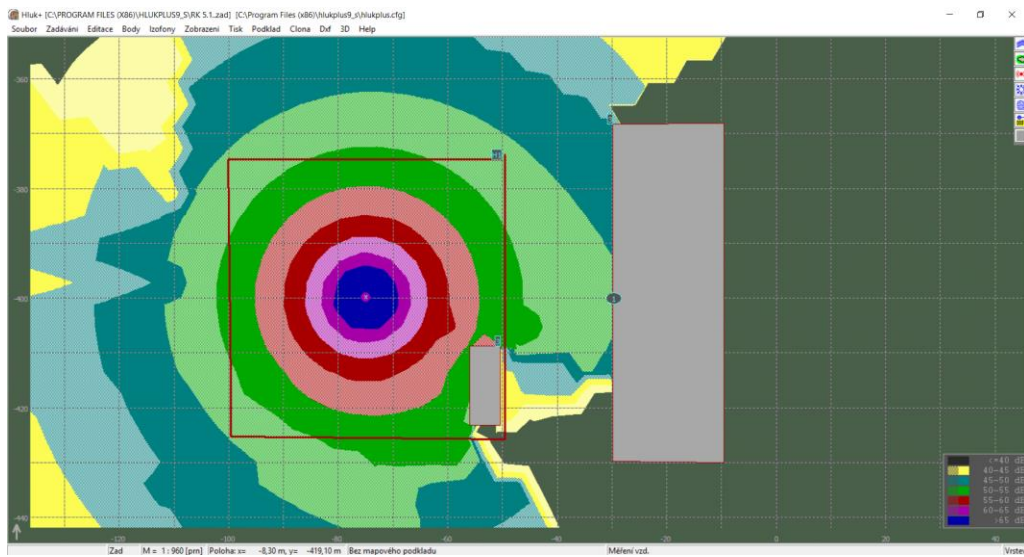 Hluk+ [C:\PROGRAM FILES (X86)\HLUKPLUS9_S\RK 5.1..zad] [C:\Program Files (x86)\hlukplus9_s\hlukplus.cfg]
Soubor Zadávání Editace Body Izofony Zobrazeni Tisk Podklad Clona Dxf 3D Help
-360
-380
-400
-420
-440
<=40 dB
40-45 dB
45-50 dB
50-55 dB
55-60 dB
60-65 dB
>65 dB
-120 -100 -80 -60 -40 -20 0 20 40
Zad M = 1 : 960 [prn] Poloha: x= -8,30 m, y= -419,10 m Bez mapového podkladu Měření vzd. Vrstev